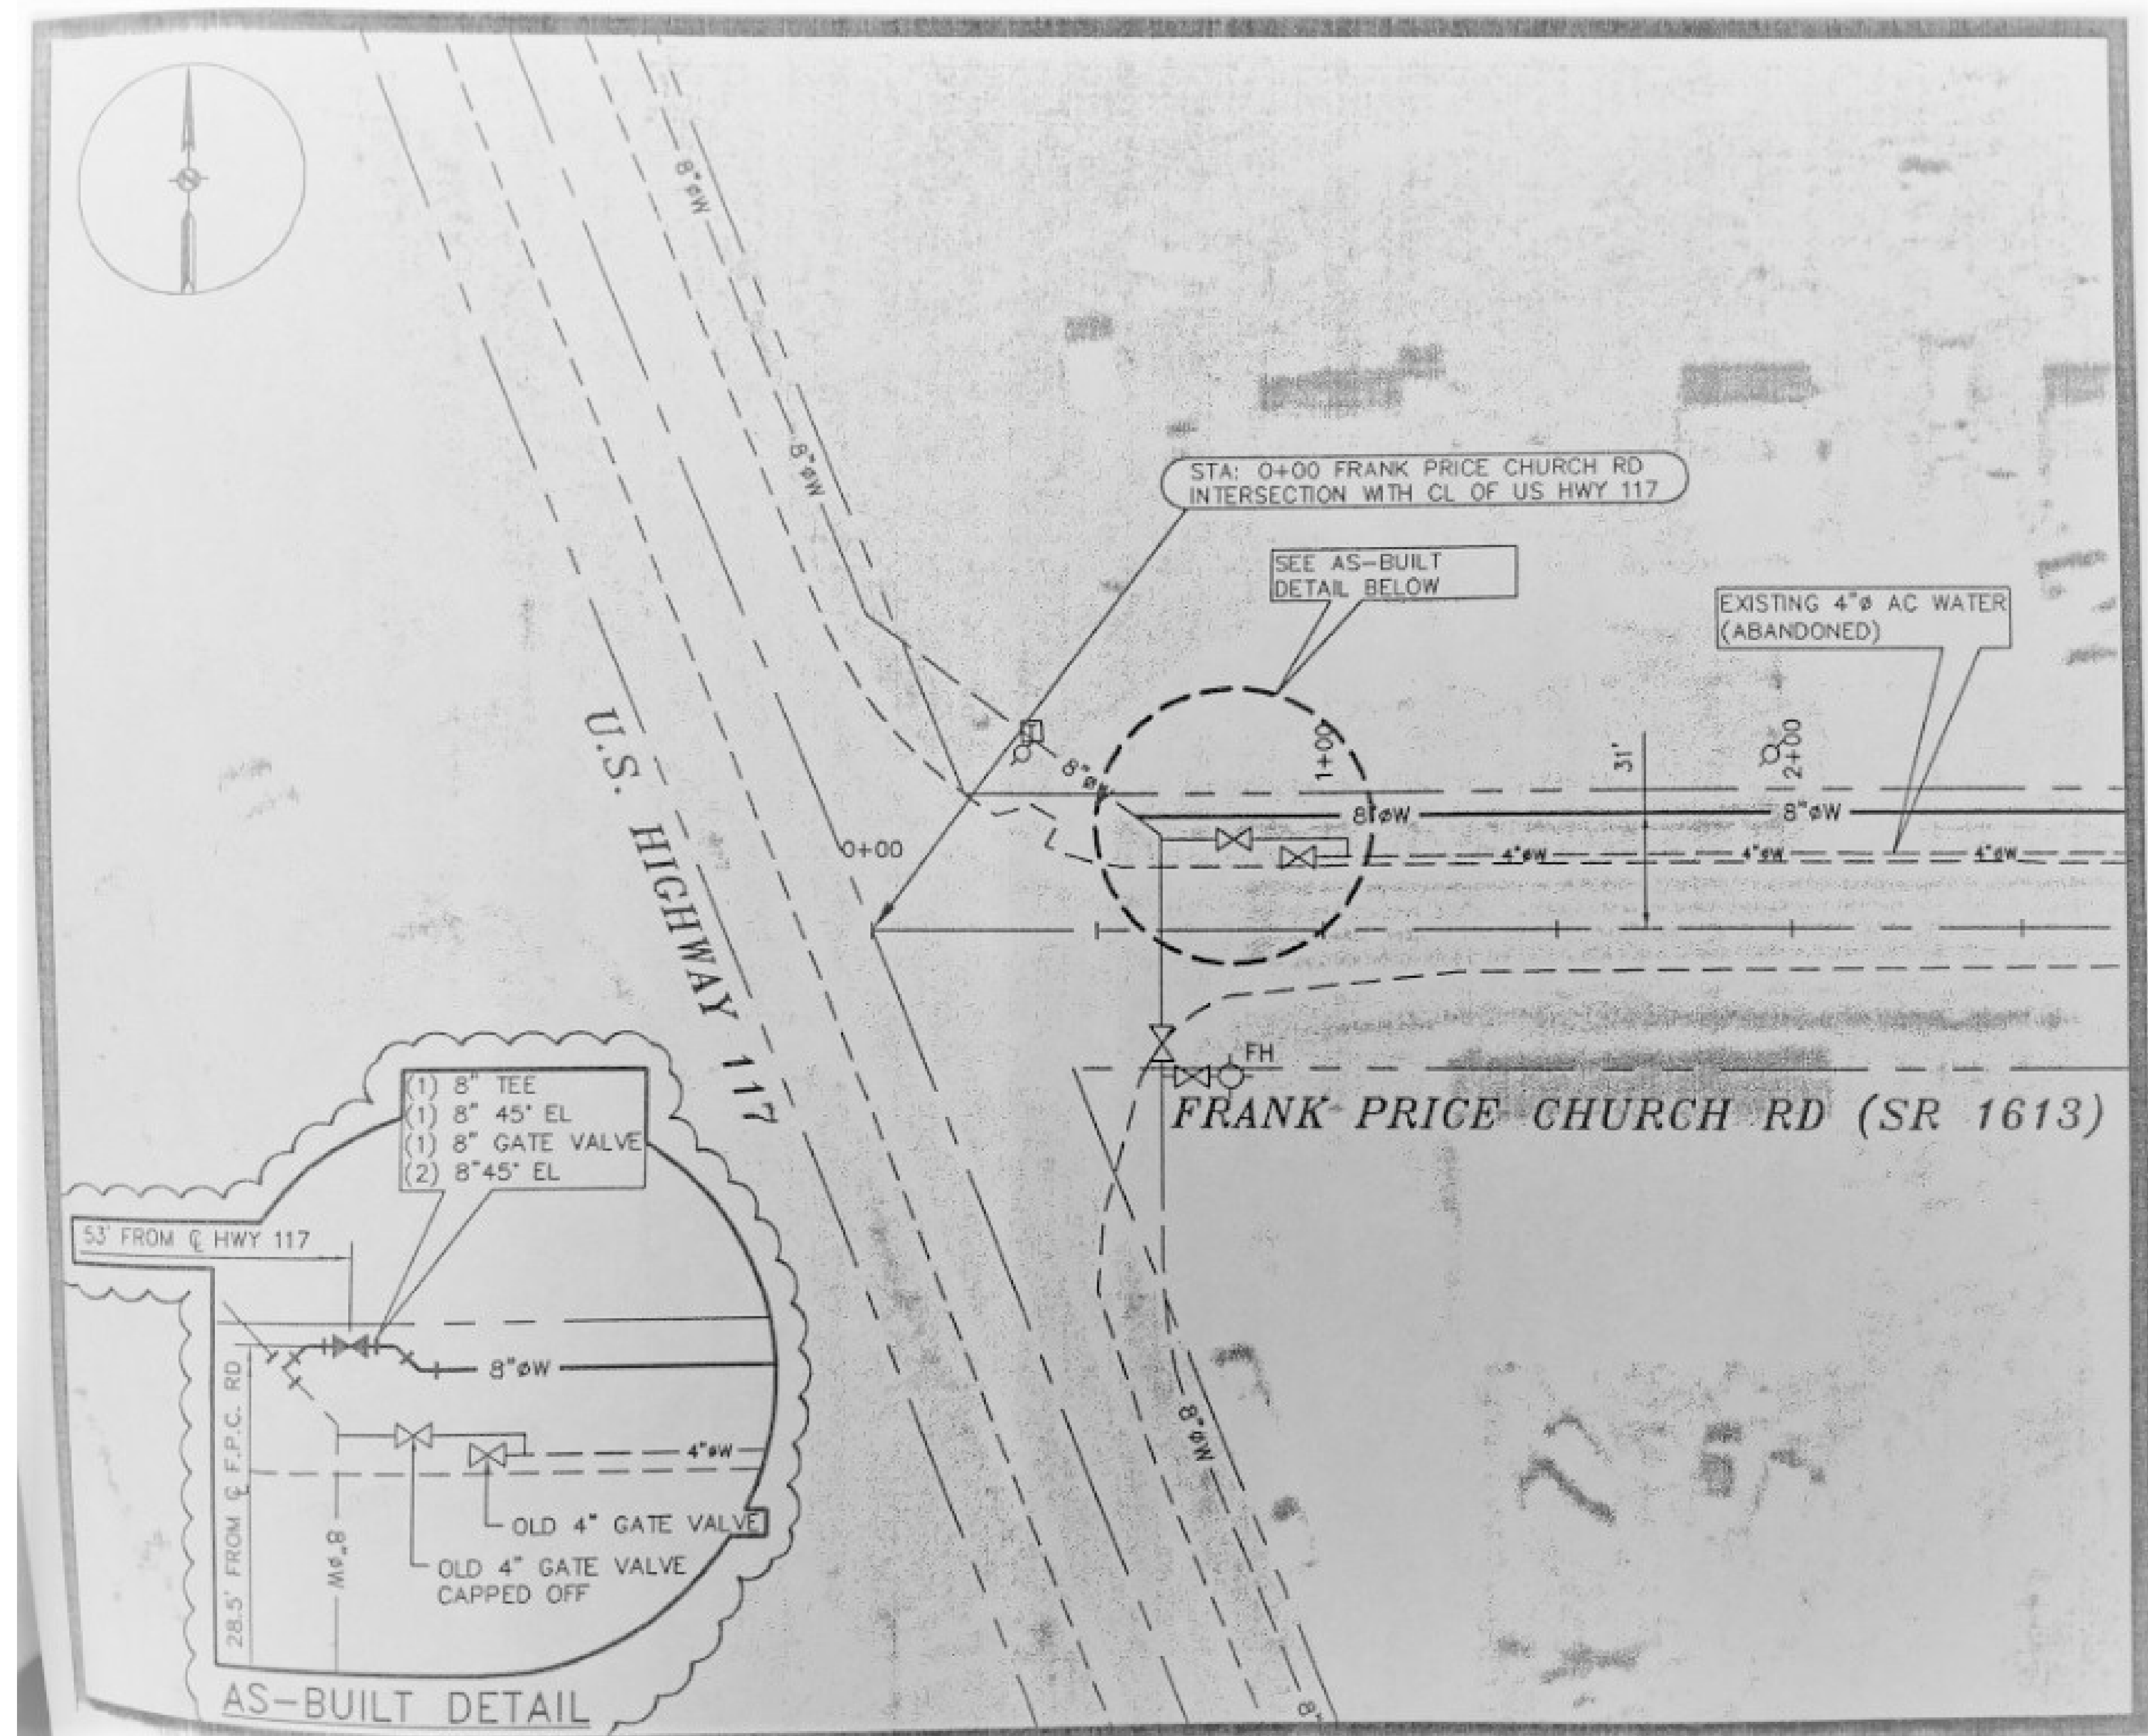 8"øW
8"øW
STA: 0+00 FRANK PRICE CHURCH RD
INTERSECTION WITH CL OF US HWY 117
SEE AS-BUILT
DETAIL BELOW
EXISTING 4"ø AC WATER
(ABANDONED)
U.S. HIGHWAY 117
8"ø
1+00
31'
2+00
8"øW
8"øW
0+00
4"øW
4"øW
4"øW
FH
FRANK PRICE CHURCH RD (SR 1613)
8"øW
8"
(1) 8" TEE
(1) 8" 45° EL
(1) 8" GATE VALVE
(2) 8"45° EL
53' FROM ℄ HWY 117
8"øW
28.5' FROM ℄ F.P.C. RD
4"øW
8"øW
OLD 4" GATE VALVE
OLD 4" GATE VALVE
CAPPED OFF
AS-BUILT DETAIL